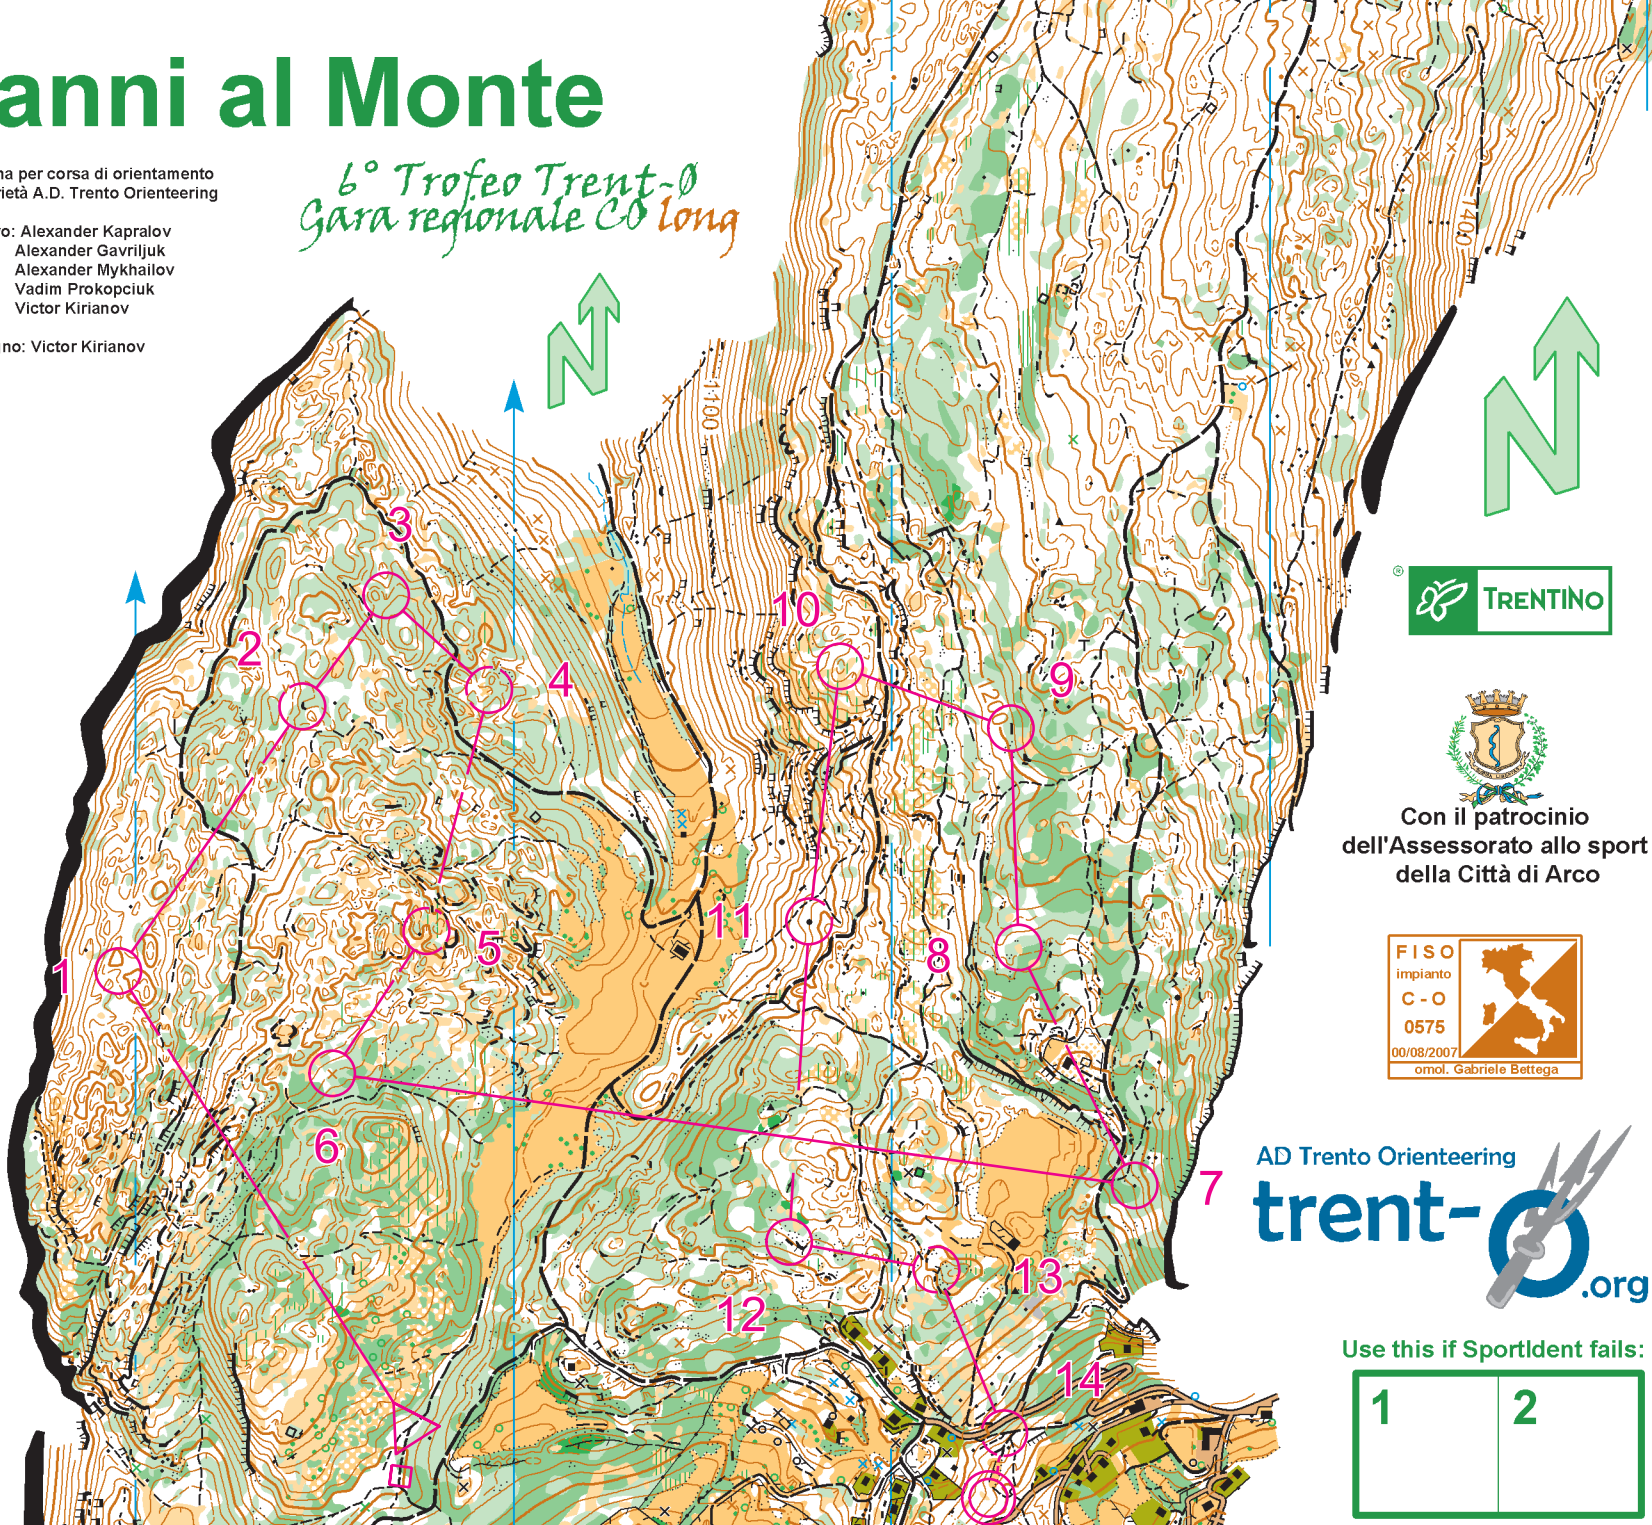 anni al Monte
na per corsa di orientamento
rietà A.D. Trento Orienteering
vo: Alexander Kapralov
Alexander Gavriljuk
Alexander Mykhailov
Vadim Prokopciuk
Victor Kirianov
gno: Victor Kirianov
6° Trofeo Trent-Ø
Gara regionale CO long
N
N
1100
1400
3
2
4
10
9
1
5
11
8
6
7
12
13
14
® TRENTINO
Con il patrocinio
dell'Assessorato allo sport
della Città di Arco
FISO
impianto
C - O
0575
00/08/2007
omol. Gabriele Bettega
AD Trento Orienteering
trent-O
.org
Use this if SportIdent fails:
1 2